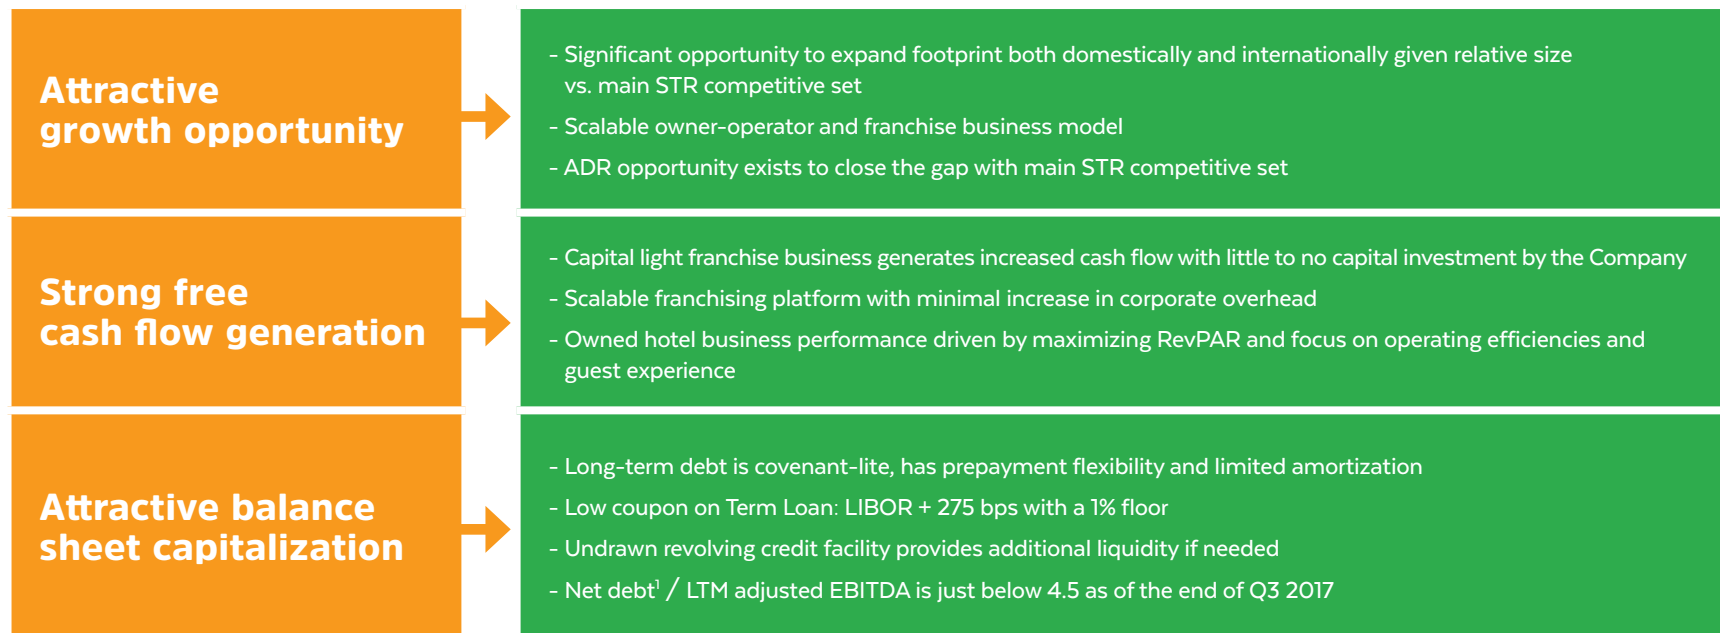 Attractive
growth opportunity
- Significant opportunity to expand footprint both domestically and internationally given relative size
vs. main STR competitive set
- Scalable owner-operator and franchise business model
- ADR opportunity exists to close the gap with main STR competitive set
Strong free
cash flow generation
- Capital light franchise business generates increased cash flow with little to no capital investment by the Company
- Scalable franchising platform with minimal increase in corporate overhead
- Owned hotel business performance driven by maximizing RevPAR and focus on operating efficiencies and
guest experience
Attractive balance
sheet capitalization
- Long-term debt is covenant-lite, has prepayment flexibility and limited amortization
- Low coupon on Term Loan: LIBOR + 275 bps with a 1% floor
- Undrawn revolving credit facility provides additional liquidity if needed
- Net debt¹ / LTM adjusted EBITDA is just below 4.5 as of the end of Q3 2017